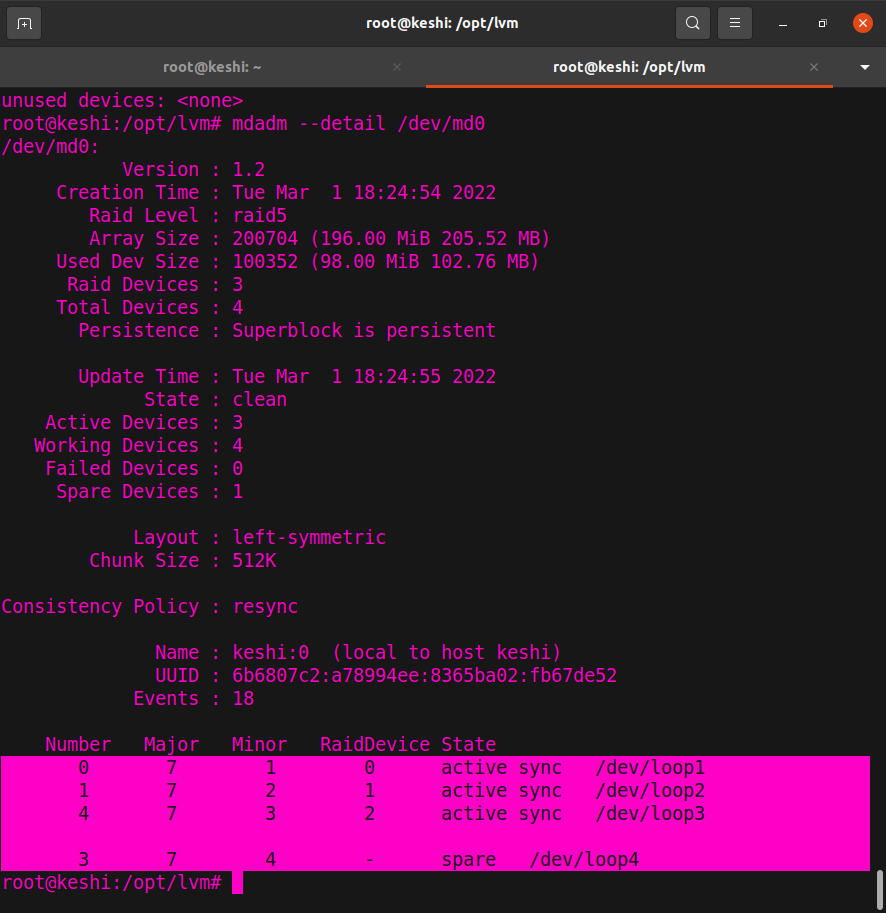 root@keshi: /opt/lvm
root@keshi: ~
root@keshi: /opt/lvm
unused devices: <none>
root@keshi:/opt/lvm# mdadm --detail /dev/md0
/dev/md0:
           Version : 1.2
     Creation Time : Tue Mar  1 18:24:54 2022
        Raid Level : raid5
        Array Size : 200704 (196.00 MiB 205.52 MB)
     Used Dev Size : 100352 (98.00 MiB 102.76 MB)
      Raid Devices : 3
     Total Devices : 4
       Persistence : Superblock is persistent
       Update Time : Tue Mar  1 18:24:55 2022
             State : clean
    Active Devices : 3
   Working Devices : 4
    Failed Devices : 0
     Spare Devices : 1
            Layout : left-symmetric
        Chunk Size : 512K
Consistency Policy : resync
              Name : keshi:0  (local to host keshi)
              UUID : 6b6807c2:a78994ee:8365ba02:fb67de52
            Events : 18
    Number   Major   Minor   RaidDevice State
       0       7        1        0      active sync   /dev/loop1
       1       7        2        1      active sync   /dev/loop2
       4       7        3        2      active sync   /dev/loop3
       3       7        4        -      spare   /dev/loop4
root@keshi:/opt/lvm#